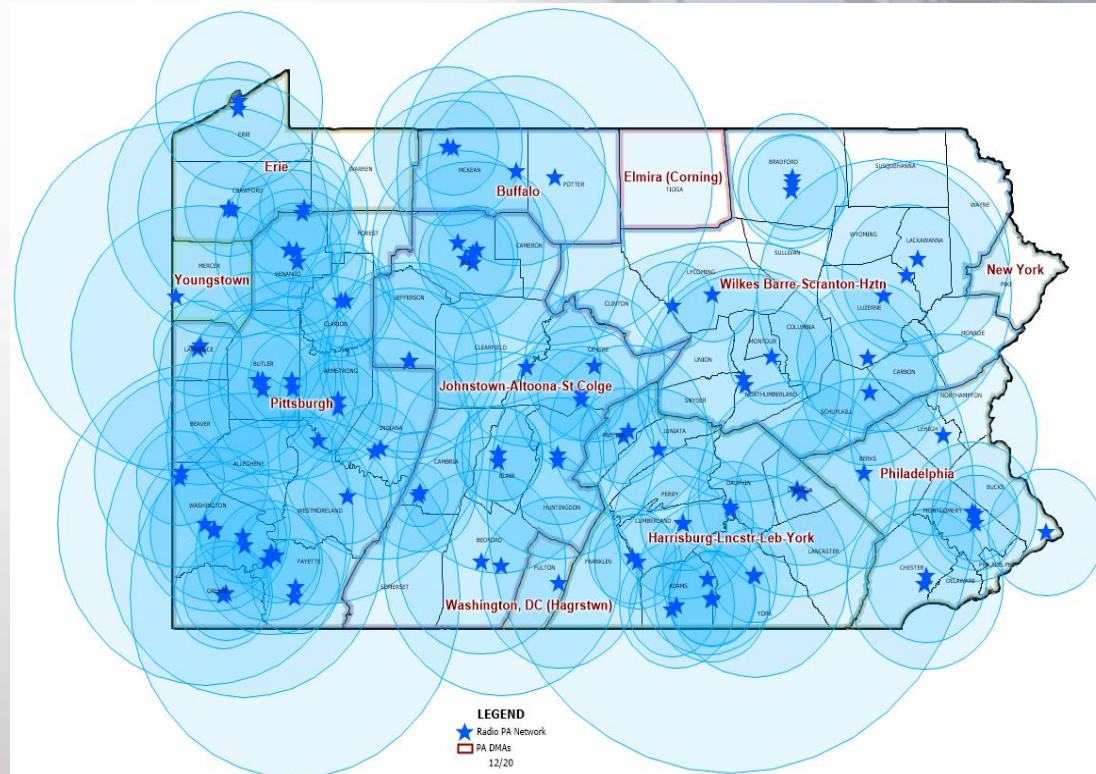 ERIE
Erie
WARREN
CRAWFORD
MCKEAN
POTTER
Buffalo
Elmira (Corning)
TIOGA
BRADFORD
SUSQUEHANNA
WAYNE
WYOMING
LACKAWANNA
SULLIVAN
FOREST
CAMERON
VENANGO
MERCER
Youngstown
LYCOMING
Wilkes Barre-Scranton-Hztn
New York
PIKE
LUZERNE
JEFFERSON
CLINTON
CLARION
COLUMBIA
MONROE
LAWRENCE
CLEARFIELD
CENTRE
UNION
MONTOUR
CARBON
BUTLER
ARMSTRONG
Johnstown-Altoona-St Colge
NORTHUMBERLAND
NORTHAMPTON
SNYDER
SCHUYLKILL
Pittsburgh
BEAVER
INDIANA
JUNIATA
LEHIGH
ALLEGHENY
CAMBRIA
BLAIR
BERKS
Philadelphia
DAUPHIN
LEBANON
BUCKS
PERRY
WASHINGTON
WESTMORELAND
HUNTINGDON
CUMBERLAND
MONTGOMERY
Harrisburg-Lncstr-Leb-York
BEDFORD
LANCASTER
FAYETTE
FULTON
FRANKLIN
PHILADELPHIA
CHESTER
DELAWARE
SOMERSET
ADAMS
GREENE
Washington, DC (Hagrstwn)
YORK
LEGEND
Radio PA Network
PA DMAs
12/20